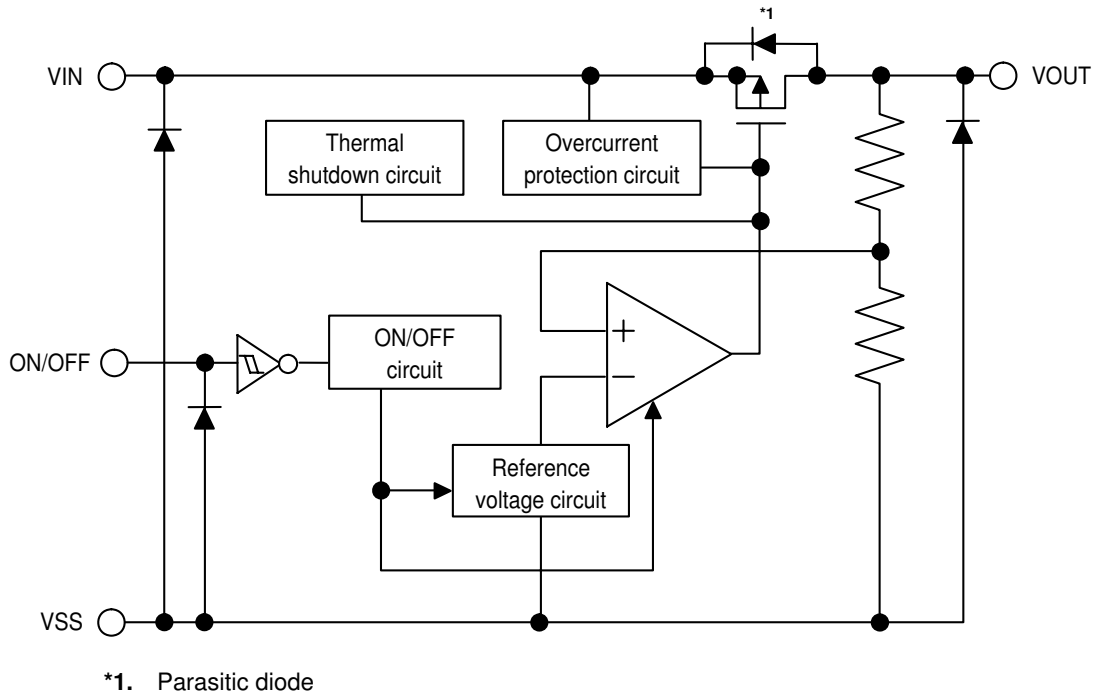 *1
VIN
VOUT
Thermal
shutdown circuit
Overcurrent
protection circuit
ON/OFF
ON/OFF
circuit
+
−
Reference
voltage circuit
VSS
*1. Parasitic diode